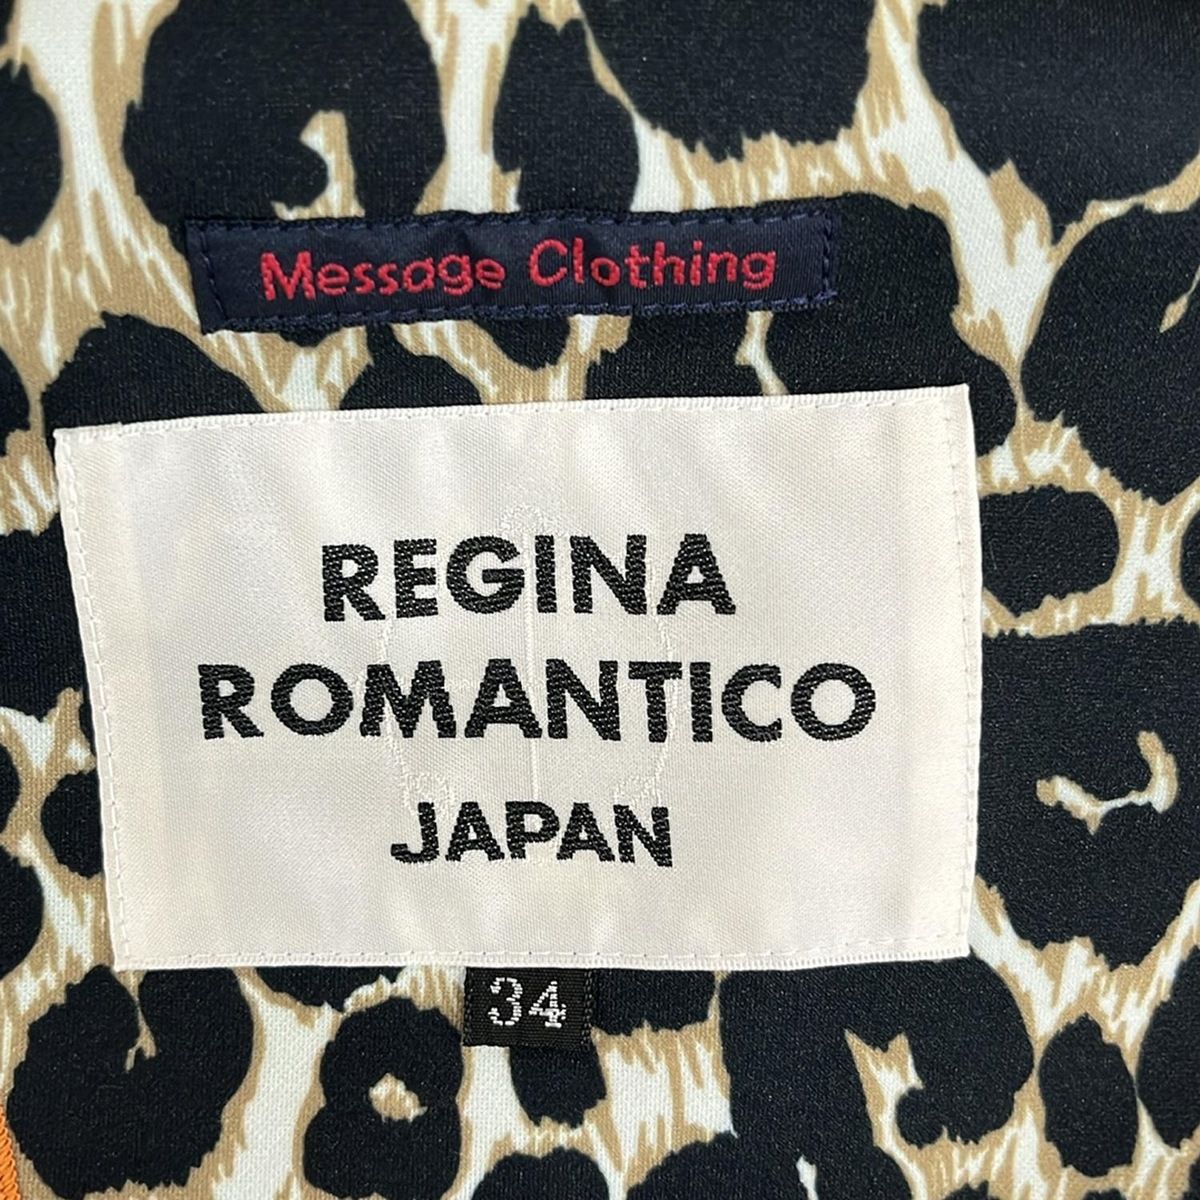 Message Clothing
REGINA
ROMANTICO
JAPAN
34